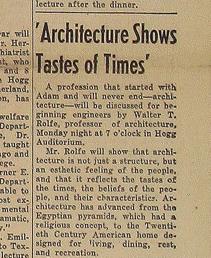 lecture after the dinner.
'Architecture Shows
Tastes of Times'
A profession that started with
Adam and will never end—archi-
tecture—will be discussed for be-
ginning engineers by Walter T.
Rolfe, professor of architecture,
Monday night at 7 o'clock in Hogg
Auditorium.
Mr. Rolfe will show that archi-
tecture is not just a structure, but
an esthetic feeling of the people,
and that it reflects the tastes
of the times, the beliefs of the peo-
ple, and their characteristics. Ar-
chitecture has advanced from the
Egyptian pyramids, which had a
religious concept, to the Twenti-
eth Century American home de-
signed for living, dining, rest,
and recreation.